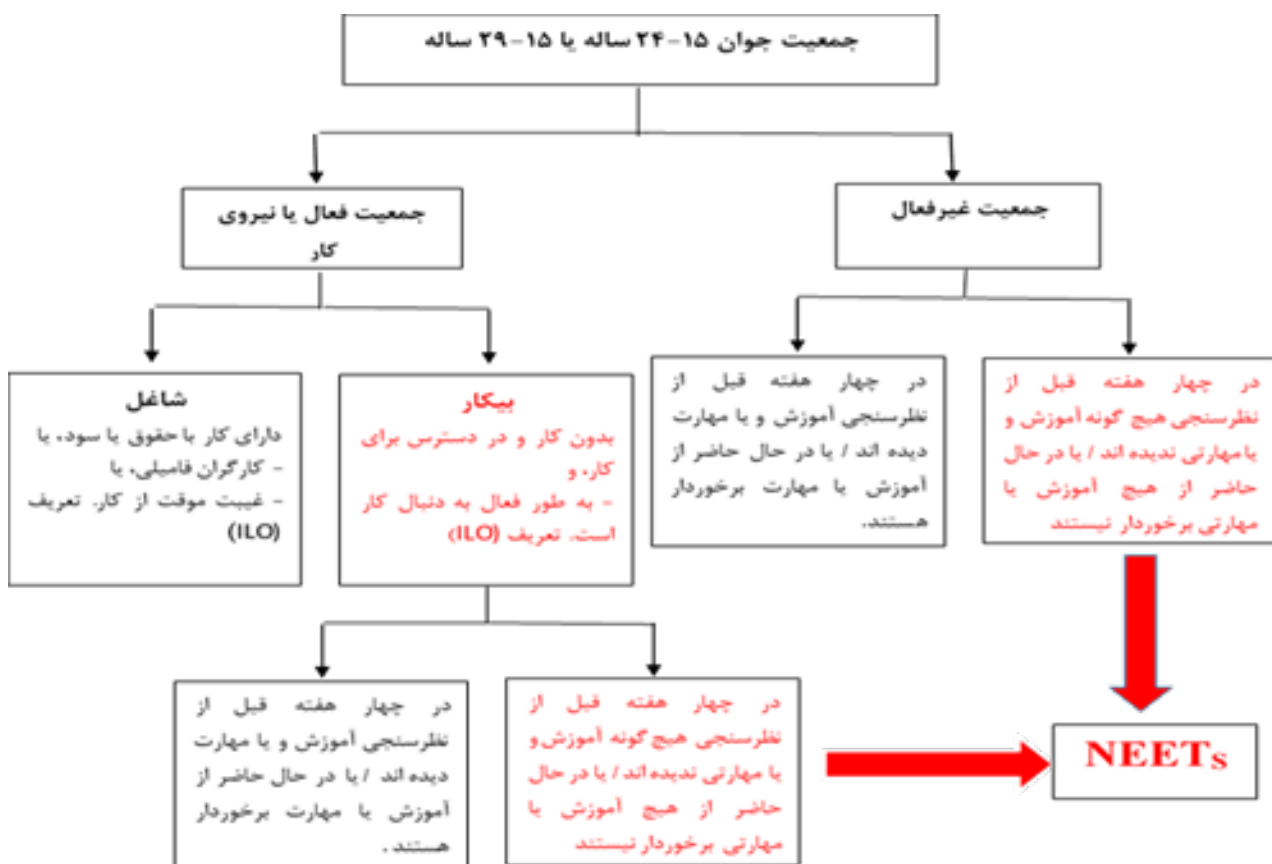 جمعیت جوان ۱۵-۲۴ ساله یا ۱۵-۲۹ ساله
جمعیت غیرفعال
جمعیت فعال یا نیروی
کار
در چهار هفته قبل از
نظرسنجی هیچ گونه آموزش و
یا مهارتی ندیده اند / یا در حال
حاضر از هیچ آموزش یا
مهارتی برخوردار نیستند
در چهار هفته قبل از
نظرسنجی آموزش و یا مهارت
دیده اند / یا در حال حاضر از
آموزش یا مهارت برخوردار
هستند.
بیکار
بدون کار و در دسترس برای
کار، و
- به طور فعال به دنبال کار
است. تعریف (ILO)
شاغل
دارای کار با حقوق یا سود، یا
- کارگران فامیلی، یا
- غیبت موقت از کار. تعریف
(ILO)
NEETs
در چهار هفته قبل از
نظرسنجی هیچ گونه آموزش و
یا مهارتی ندیده اند / یا در حال
حاضر از هیچ آموزش یا
مهارتی برخوردار نیستند
در چهار هفته قبل از
نظرسنجی آموزش و یا مهارت
دیده اند / یا در حال حاضر از
آموزش یا مهارت برخوردار
هستند .